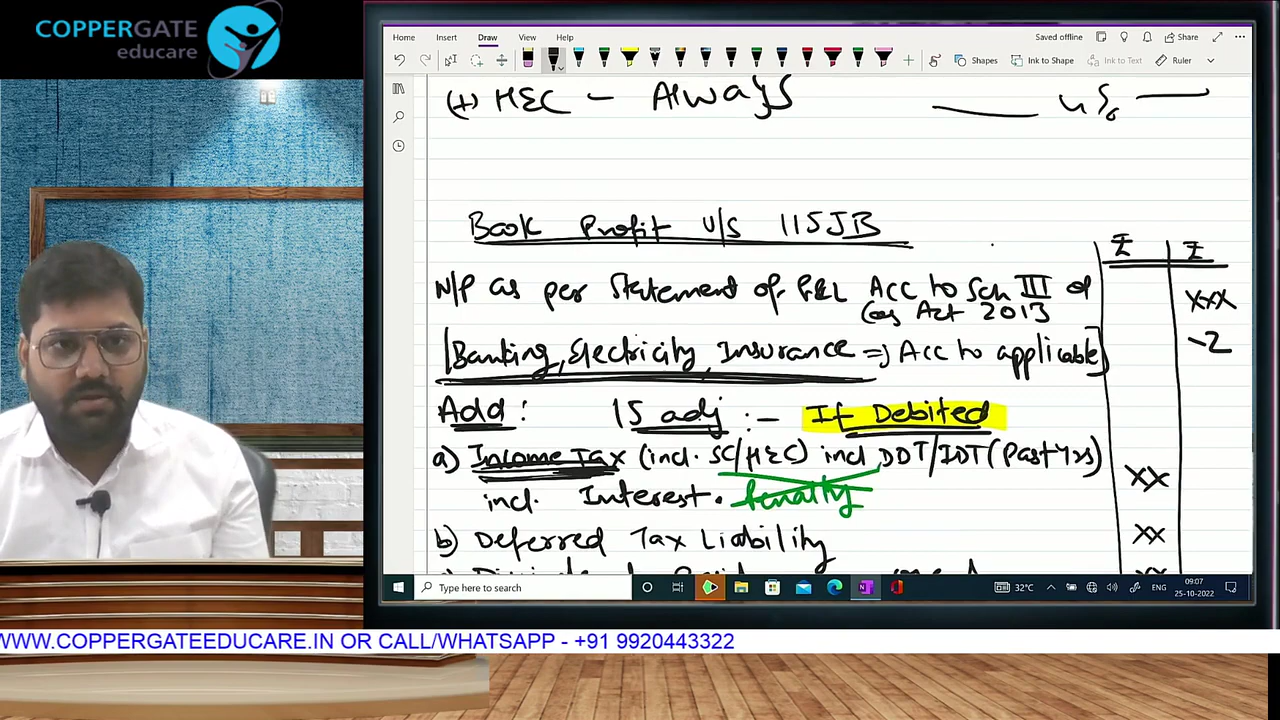 COPPERGATE
educare
Home Insert Draw View Help
Saved offline Share
Shapes Ink to Shape Ink to Text Ruler
(+) HEC - Always 4%
Book Profit U/S 115JB
₹ ₹
N/P as per Statement of P&L Acc to Sch III of xxx
Cos Act 2013
[Banking, Electricity, Insurance => Acc to applicable]
Add: 15 adj :- If Debited
a) Income Tax (incl. SC/HEC) incl DDT/IDT (Past Yrs)
xx
incl. Interest. Penalty
b) Deferred Tax Liability xx
Type here to search
32°C ENG 09:07
25-10-2022
WWW.COPPERGATEEDUCARE.IN OR CALL/WHATSAPP - +91 9920443322